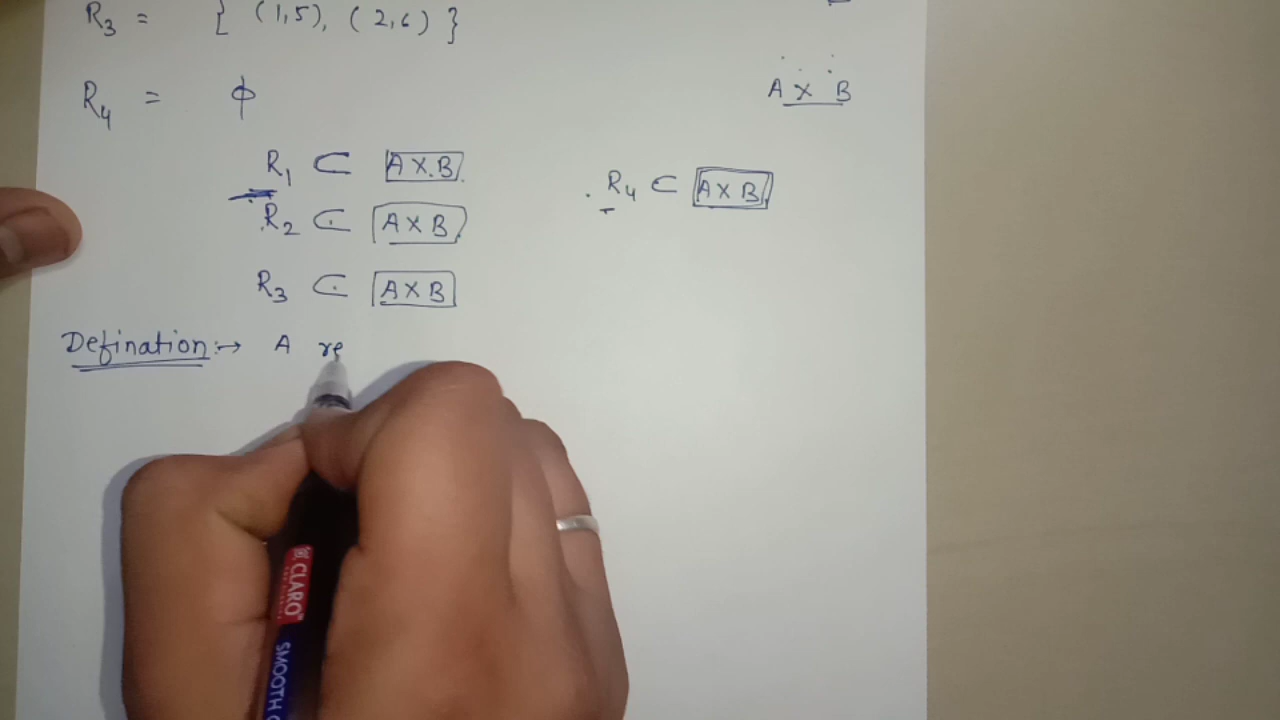 R3 = { (1,5), (2,6) }
R4 = ϕ
A X B
R1 ⊂ A X B
R4 ⊂ A X B
R2 ⊂ A X B
R3 ⊂ A X B
Defination :→ A re
CLARO
SMOOTH